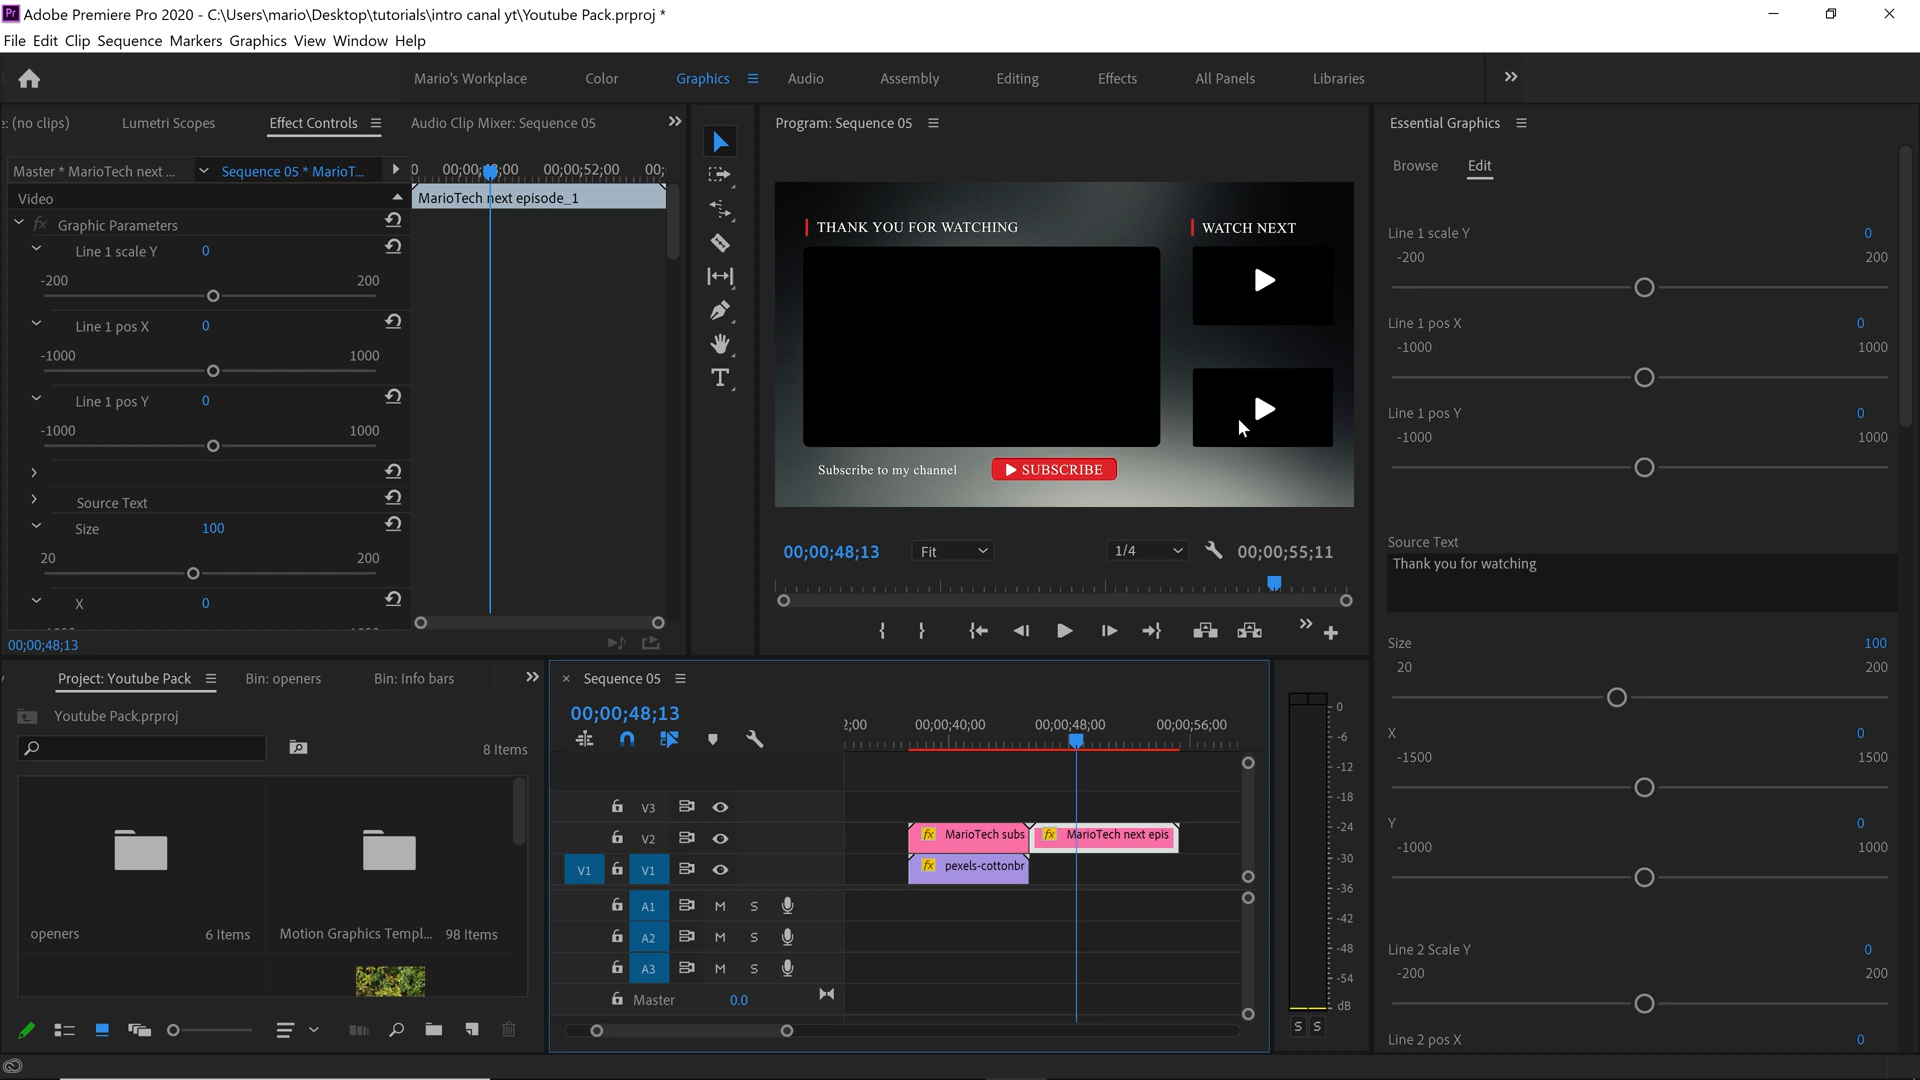 Adobe Premiere Pro 2020 - C:\Users\mario\Desktop\tutorials\intro canal yt\Youtube Pack.prproj *
File Edit Clip Sequence Markers Graphics View Window Help
Mario's Workplace Color Graphics Audio Assembly Editing Effects All Panels Libraries
e: (no clips) Lumetri Scopes Effect Controls Audio Clip Mixer: Sequence 05
Master * MarioTech next ... Sequence 05 * MarioT...
00;00;52;00 00;
Video
MarioTech next episode_1
Graphic Parameters
Line 1 scale Y 0
-200 200
Line 1 pos X 0
-1000 1000
Line 1 pos Y 0
-1000 1000
Source Text
Size 100
20 200
X 0
00;00;48;13
Program: Sequence 05
THANK YOU FOR WATCHING
WATCH NEXT
Subscribe to my channel
SUBSCRIBE
00;00;48;13 Fit 1/4 00;00;55;11
Essential Graphics
Browse Edit
Line 1 scale Y 0
-200 200
Line 1 pos X 0
-1000 1000
Line 1 pos Y 0
-1000 1000
Source Text
Thank you for watching
Size 100
20 200
X 0
-1500 1500
Y 0
-1000 1000
Line 2 Scale Y 0
-200 200
Line 2 pos X 0
Project: Youtube Pack Bin: openers Bin: Info bars
Youtube Pack.prproj
8 Items
openers 6 Items
Motion Graphics Templ... 98 Items
Sequence 05
00;00;48;13
2;00 00;00;40;00 00;00;48;00 00;00;56;00
V3
V2 MarioTech subs MarioTech next epis
V1 V1 pexels-cottonbr
A1 M S
A2 M S
A3 M S
Master 0.0
0
-6
-12
-18
-24
-30
-36
-42
-48
-54
dB
S S